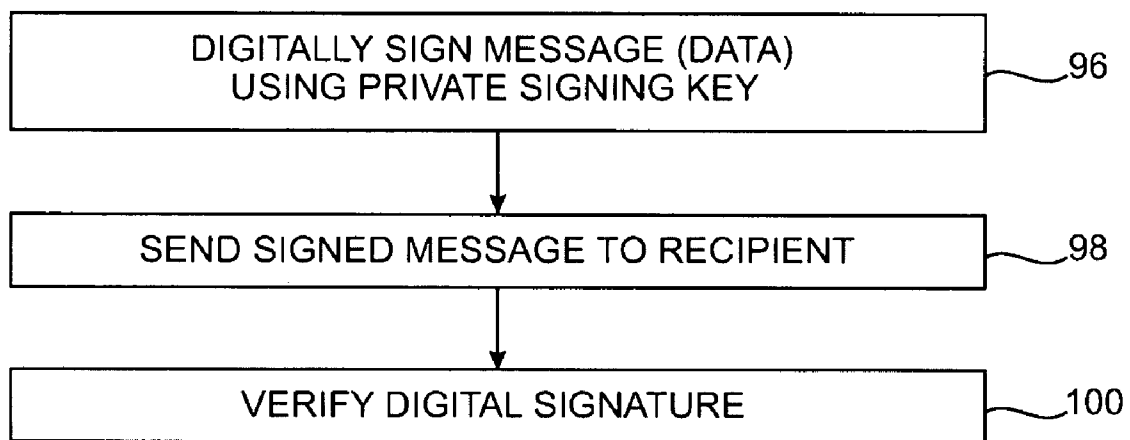 DIGITALLY SIGN MESSAGE (DATA)
USING PRIVATE SIGNING KEY
96
SEND SIGNED MESSAGE TO RECIPIENT
98
VERIFY DIGITAL SIGNATURE
100